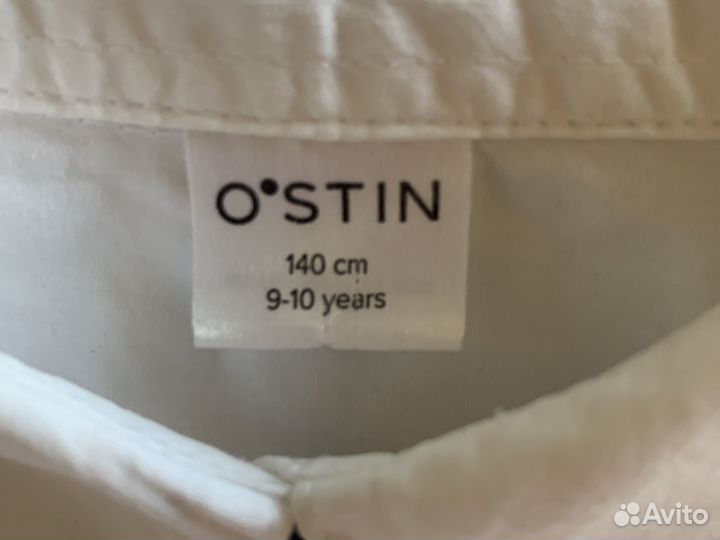 O•STIN
140 cm
9-10 years
Avito